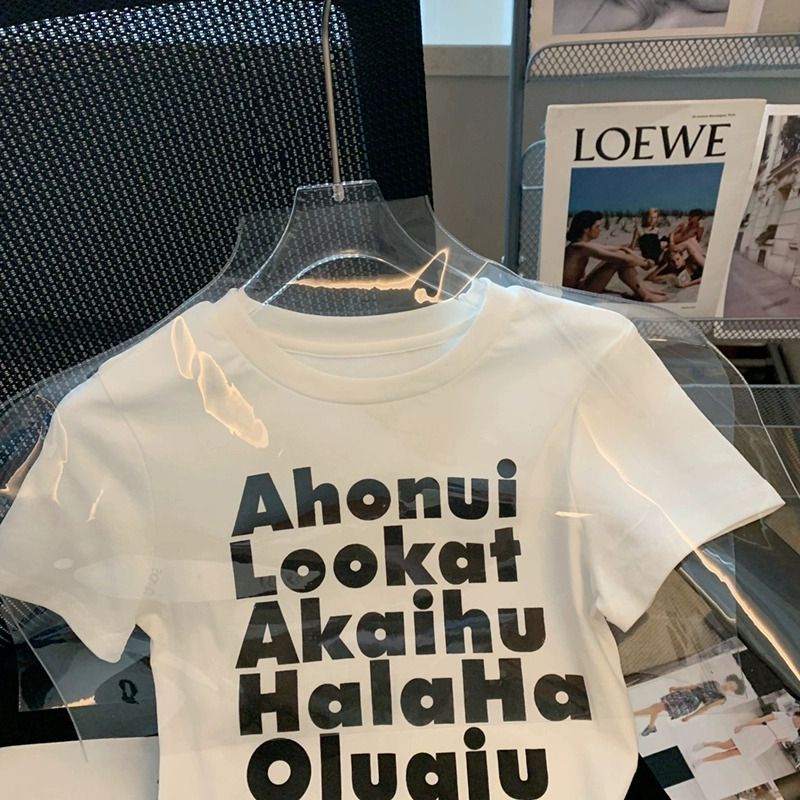 LOEWE
Ahonui
Lookat
Akaihu
HalaHa
Olugiu